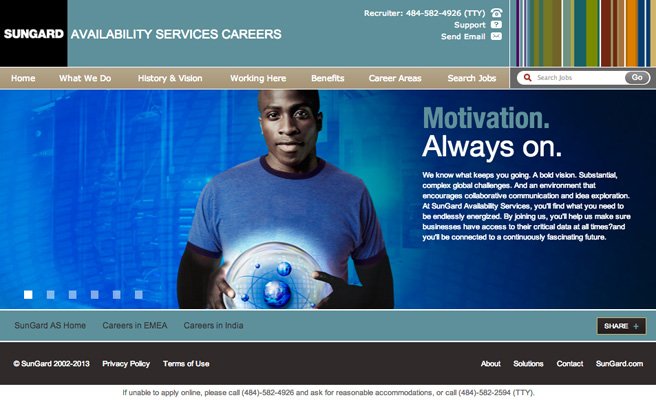 SUNGARD AVAILABILITY SERVICES CAREERS
Recruiter: 484-582-4926 (TTY)
Support
Send Email
Home What We Do History & Vision Working Here Benefits Career Areas Search Jobs
Search Jobs Go
Motivation.
Always on.
We know what keeps you going. A bold vision. Substantial,
complex global challenges. And an environment that
encourages collaborative communication and idea exploration.
At SunGard Availability Services, you'll find what you need to
be endlessly energized. By joining us, you'll help us make sure
businesses have access to their critical data at all times?and
you'll be connected to a continuously fascinating future.
SunGard AS Home Careers in EMEA Careers in India
SHARE +
© SunGard 2002-2013 Privacy Policy Terms of Use
About Solutions Contact SunGard.com
If unable to apply online, please call (484)-582-4926 and ask for reasonable accommodations, or call (484)-582-2594 (TTY).